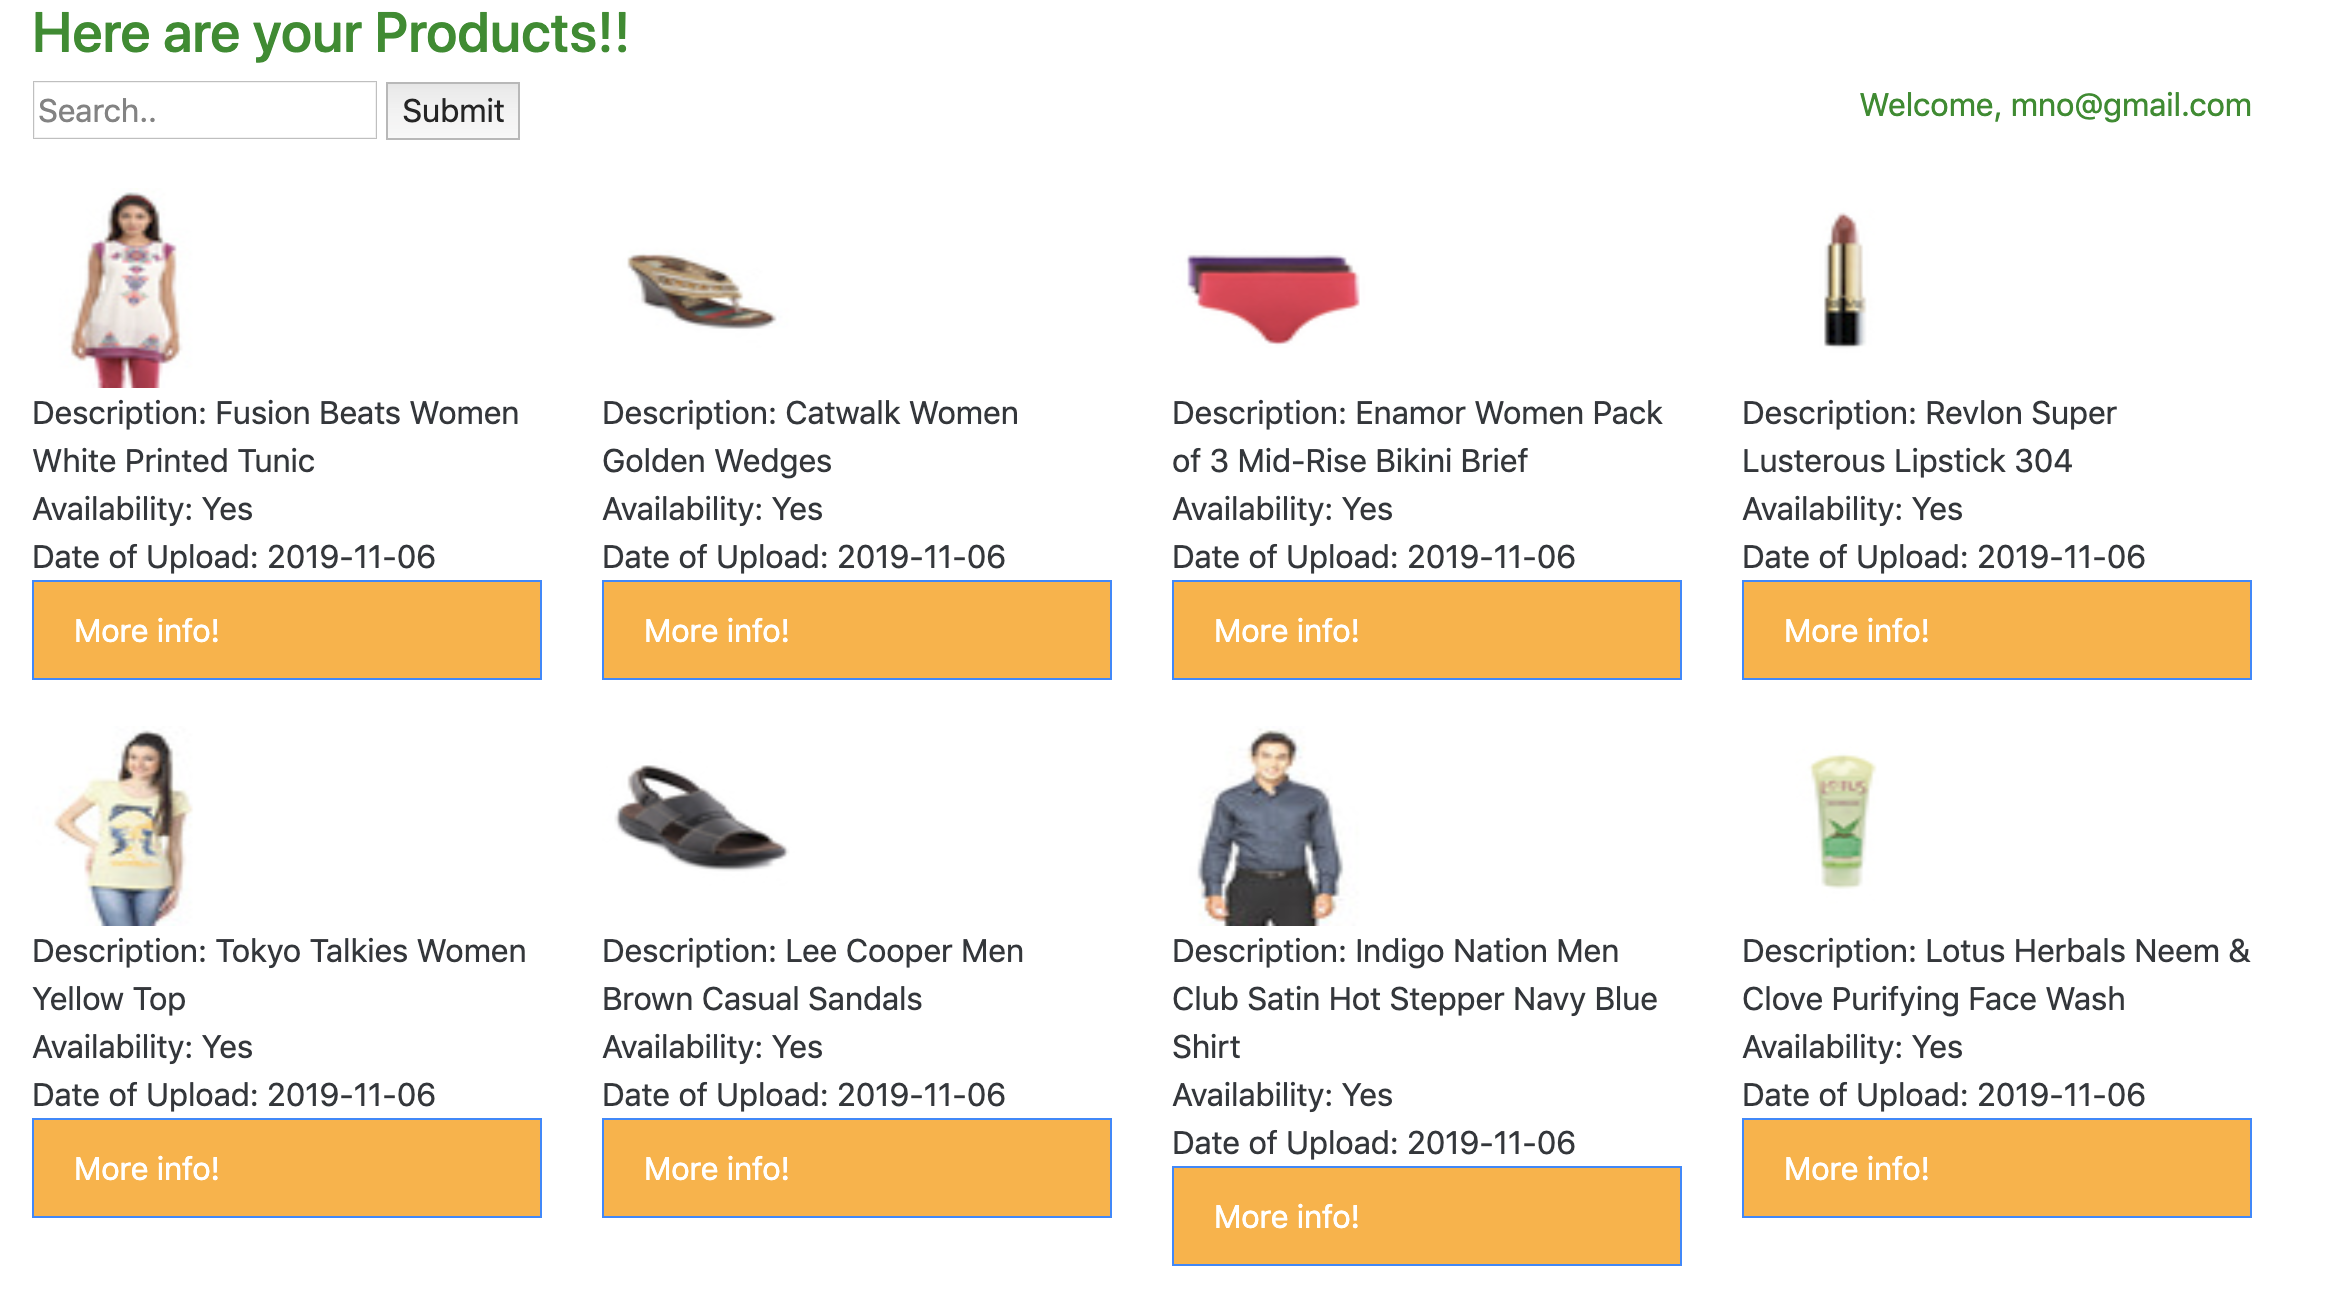 Here are your Products!!
Search..
Submit
Welcome, mno@gmail.com
Description: Fusion Beats Women
White Printed Tunic
Availability: Yes
Date of Upload: 2019-11-06
More info!
Description: Catwalk Women
Golden Wedges
Availability: Yes
Date of Upload: 2019-11-06
More info!
Description: Enamor Women Pack
of 3 Mid-Rise Bikini Brief
Availability: Yes
Date of Upload: 2019-11-06
More info!
Description: Revlon Super
Lusterous Lipstick 304
Availability: Yes
Date of Upload: 2019-11-06
More info!
Description: Tokyo Talkies Women
Yellow Top
Availability: Yes
Date of Upload: 2019-11-06
More info!
Description: Lee Cooper Men
Brown Casual Sandals
Availability: Yes
Date of Upload: 2019-11-06
More info!
Description: Indigo Nation Men
Club Satin Hot Stepper Navy Blue
Shirt
Availability: Yes
Date of Upload: 2019-11-06
More info!
LOTUS
Description: Lotus Herbals Neem &
Clove Purifying Face Wash
Availability: Yes
Date of Upload: 2019-11-06
More info!